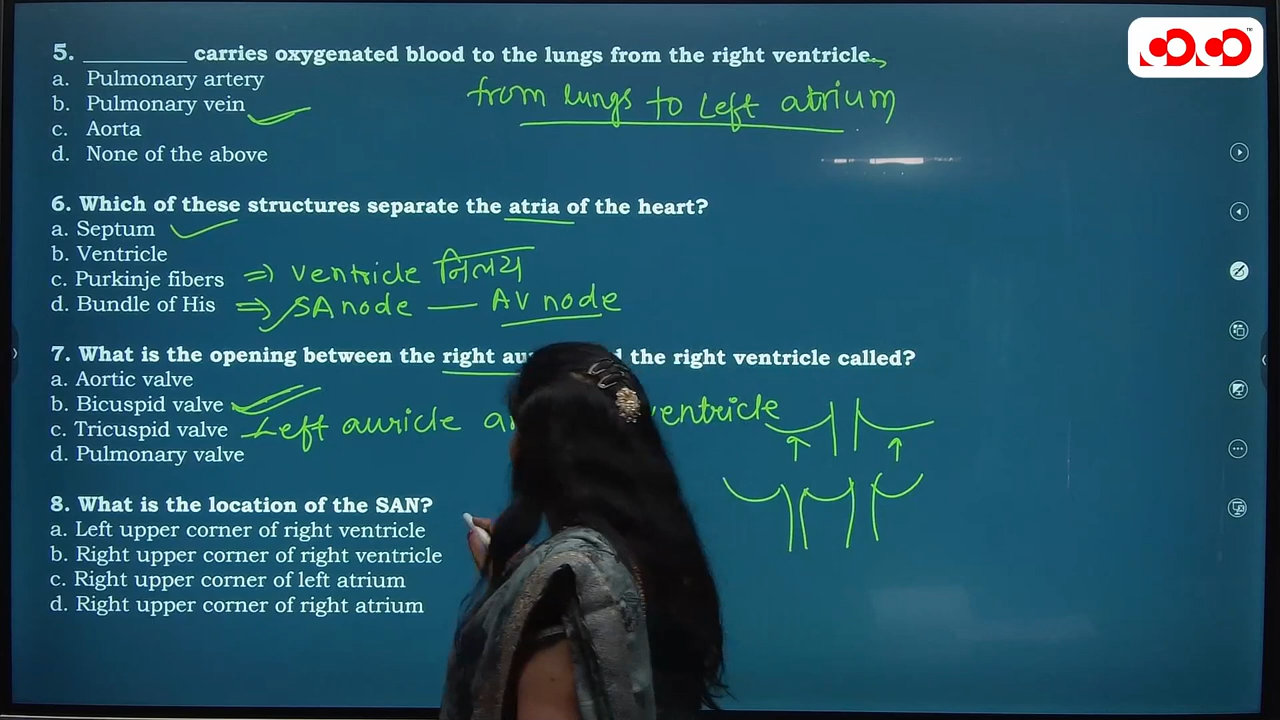 5. _________ carries oxygenated blood to the lungs from the right ventricle.
a. Pulmonary artery
from lungs to Left atrium
b. Pulmonary vein
c. Aorta
d. None of the above
6. Which of these structures separate the atria of the heart?
a. Septum
b. Ventricle
c. Purkinje fibers ⇒ ventricle निलय
d. Bundle of His ⇒ SA node — AV node
7. What is the opening between the right au the right ventricle called?
a. Aortic valve
b. Bicuspid valve
c. Tricuspid valve Left auricle ventricle
d. Pulmonary valve
8. What is the location of the SAN?
a. Left upper corner of right ventricle
b. Right upper corner of right ventricle
c. Right upper corner of left atrium
d. Right upper corner of right atrium